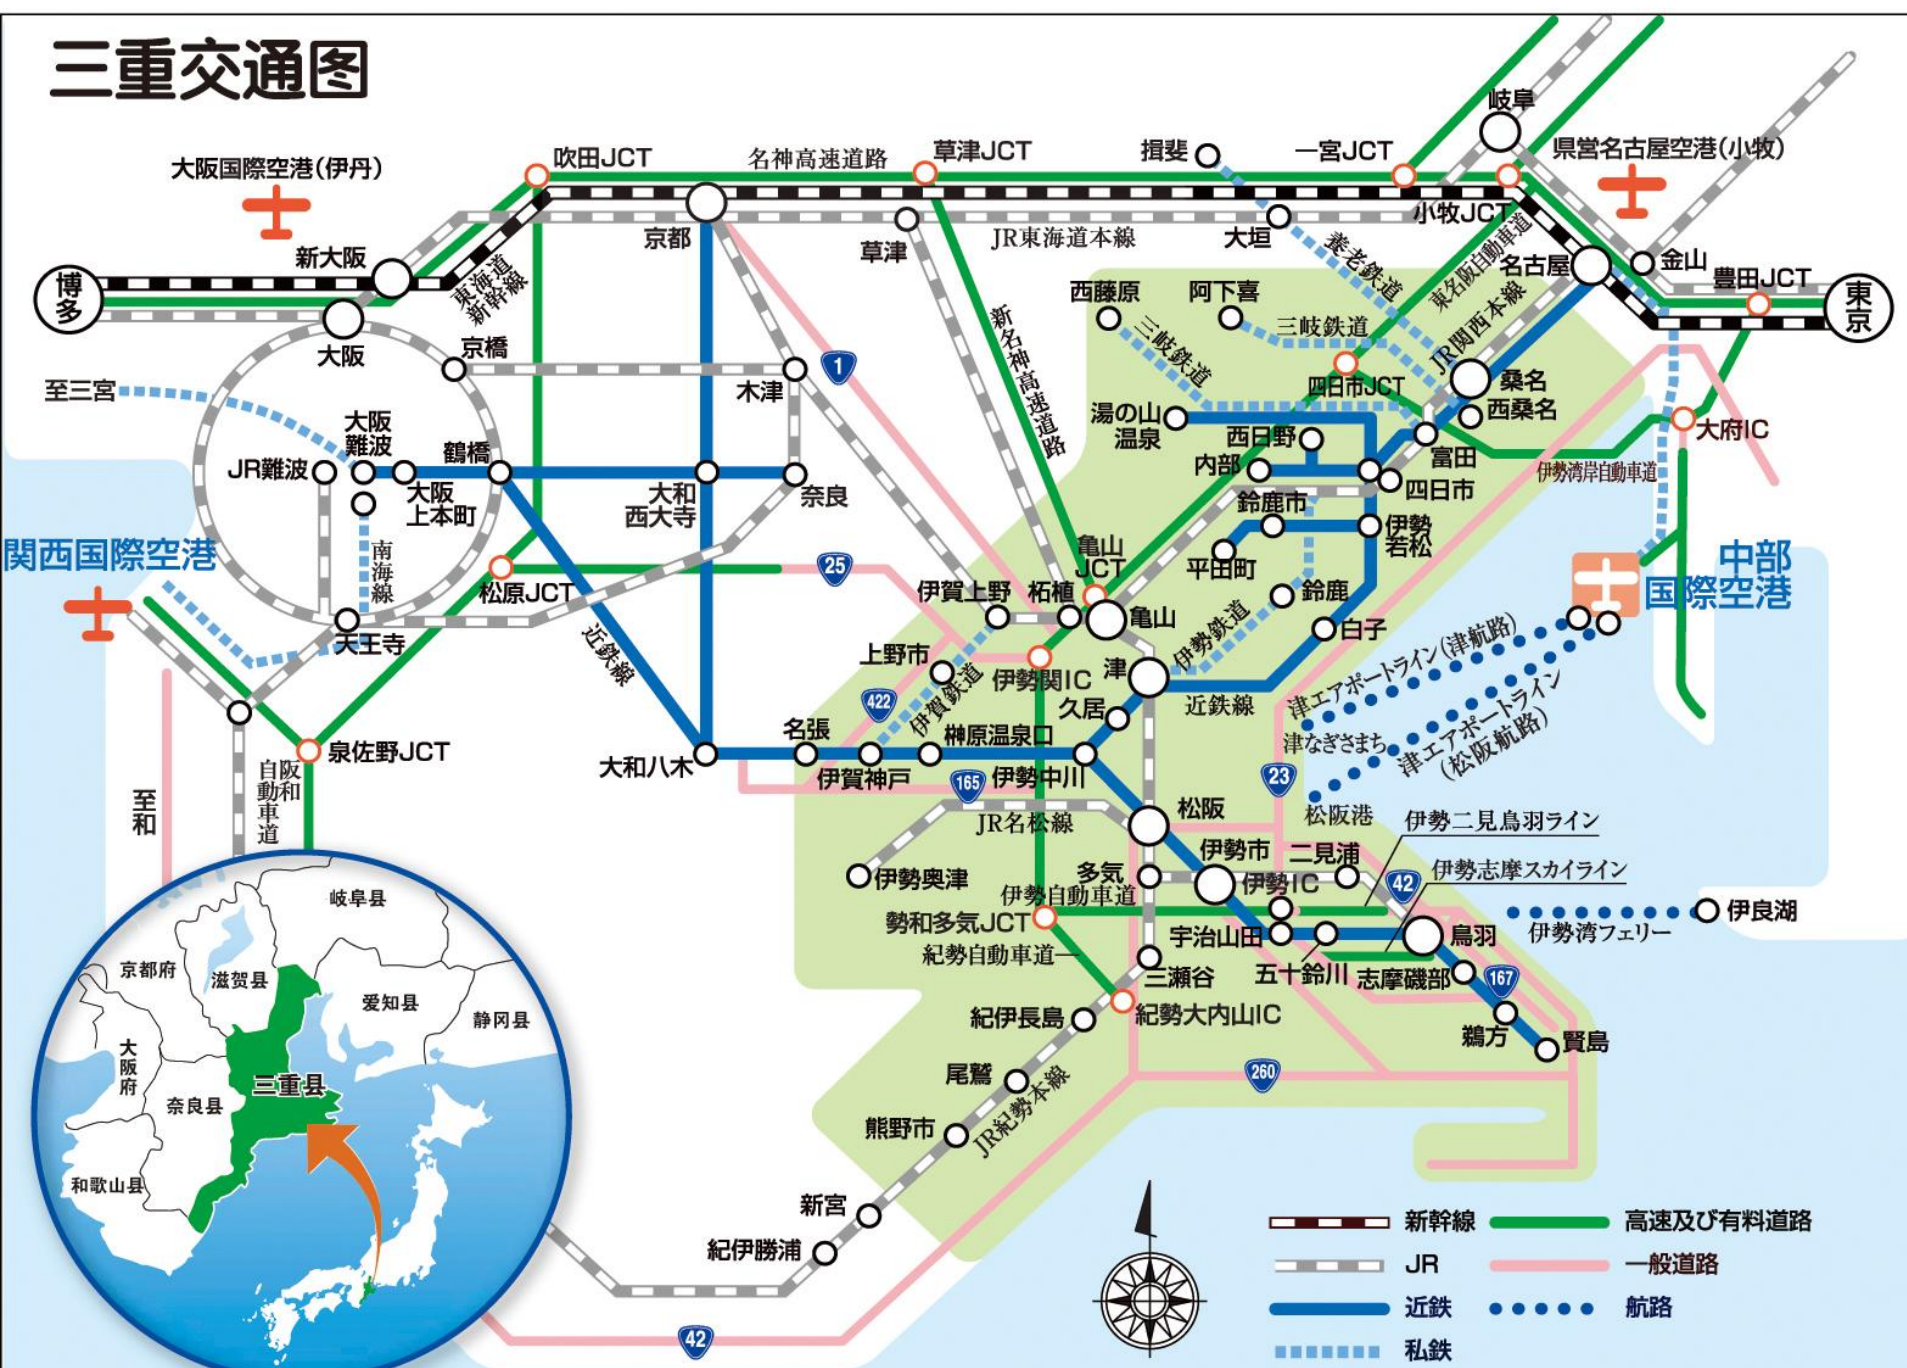 三重交通图
岐阜
大阪国際空港(伊丹)
吹田JCT
名神高速道路
草津JCT
揖斐
一宮JCT
県営名古屋空港(小牧)
新大阪
京都
草津
JR東海道本線
大垣
小牧JCT
名古屋
金山
豊田JCT
博多
東京
東海道
新幹線
養老鉄道
東名阪自動車道
JR関西本線
大阪
京橋
木津
1
新名神高速道路
西藤原
阿下喜
三岐鉄道
三岐鉄道
四日市JCT
桑名
西桑名
至三宮
大阪
難波
鶴橋
JR難波
大阪
上本町
大和
西大寺
奈良
湯の山
温泉
西日野
内部
富田
四日市
大府IC
伊勢湾岸自動車道
鈴鹿市
伊勢
若松
平田町
鈴鹿
白子
関西国際空港
南海線
松原JCT
25
天王寺
近鉄線
伊賀上野
柘植
亀山
JCT
亀山
伊勢鉄道
中部
国際空港
上野市
伊賀鉄道
422
伊勢関IC
津
久居
近鉄線
津エアポートライン(津航路)
津なぎさまち
津エアポートライン
(松阪航路)
泉佐野JCT
阪和
自動車道
至和
大和八木
名張
伊賀神戸
榊原温泉口
伊勢中川
165
23
松阪港
JR名松線
松阪
伊勢奥津
多気
伊勢市
伊勢IC
二見浦
伊勢二見鳥羽ライン
伊勢志摩スカイライン
42
伊勢自動車道
勢和多気JCT
紀勢自動車道
宇治山田
五十鈴川
鳥羽
志摩磯部
167
伊勢湾フェリー
伊良湖
三瀬谷
紀勢大内山IC
紀伊長島
鵜方
賢島
尾鷲
260
熊野市
JR紀勢本線
新宮
紀伊勝浦
42
岐阜县
京都府
滋贺县
爱知县
静冈县
大阪府
三重县
奈良县
和歌山县
新幹線
高速及び有料道路
JR
一般道路
近鉄
航路
私鉄